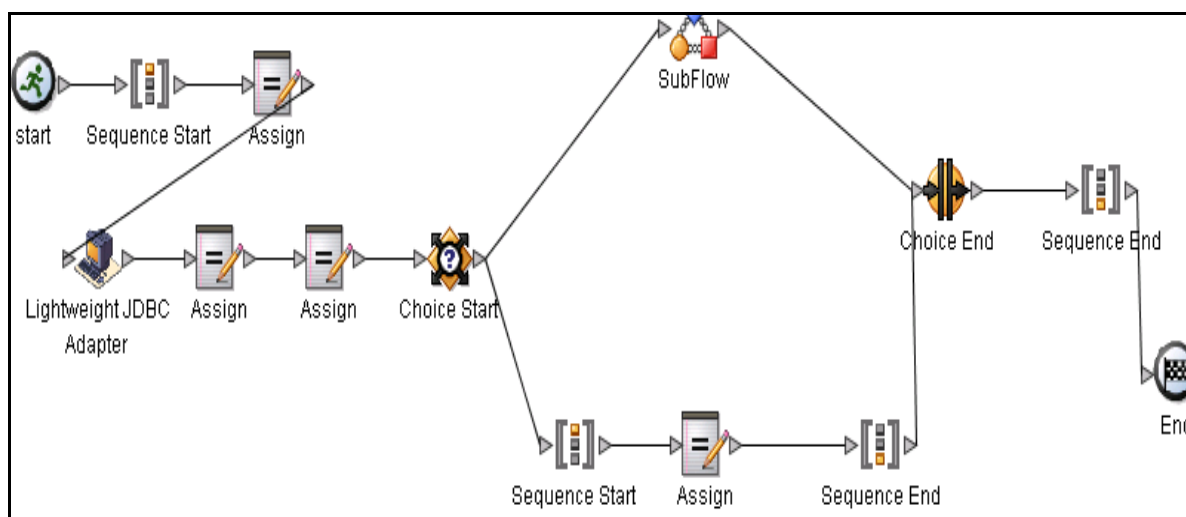 SubFlow
start
Sequence Start
Assign
Choice End
Sequence End
Lightweight JDBC
Adapter
Assign
Assign
Choice Start
End
Sequence Start
Assign
Sequence End